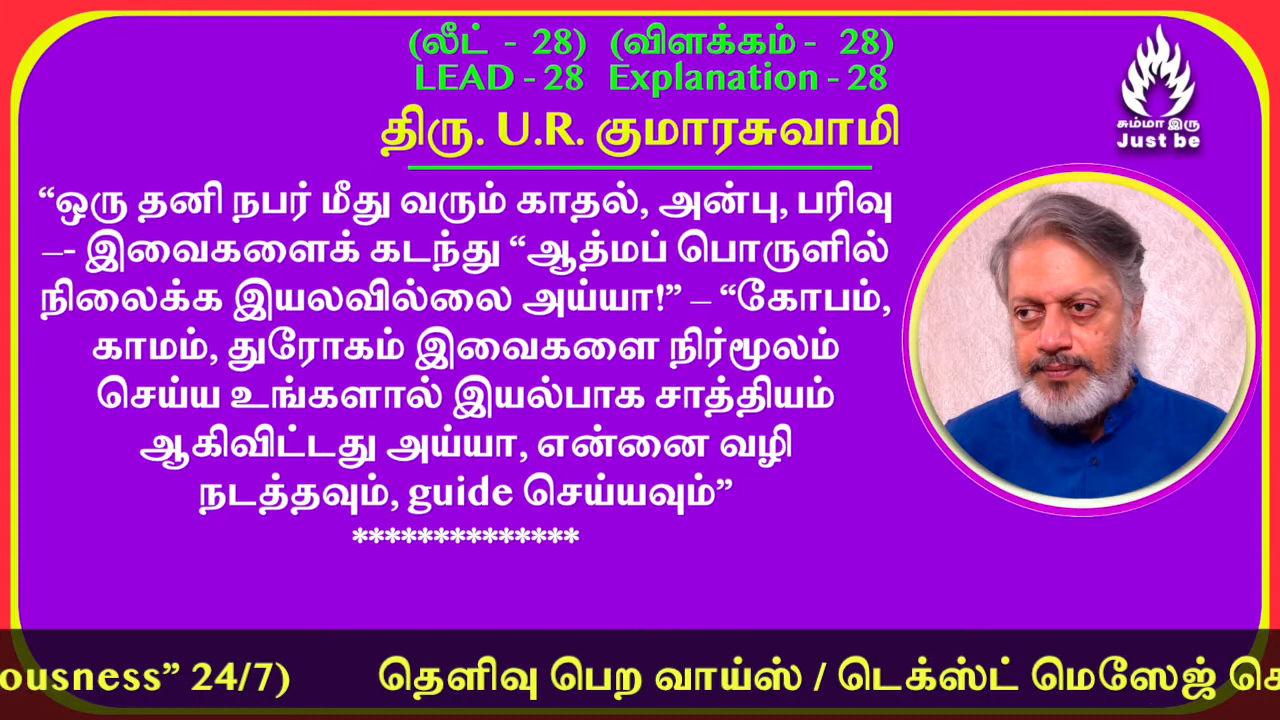 (லீட் - 28) (விளக்கம் - 28)
LEAD - 28 Explanation - 28
திரு. U.R. குமாரசுவாமி
சும்மா இரு
Just be
“ஒரு தனி நபர் மீது வரும் காதல், அன்பு, பரிவு
–- இவைகளைக் கடந்து “ஆத்மப் பொருளில்
நிலைக்க இயலவில்லை அய்யா!” – “கோபம்,
காமம், துரோகம் இவைகளை நிர்மூலம்
செய்ய உங்களால் இயல்பாக சாத்தியம்
ஆகிவிட்டது அய்யா, என்னை வழி
நடத்தவும், guide செய்யவும்”
**************
ousness” 24/7) தெளிவு பெற வாய்ஸ் / டெக்ஸ்ட் மெஸேஜ்